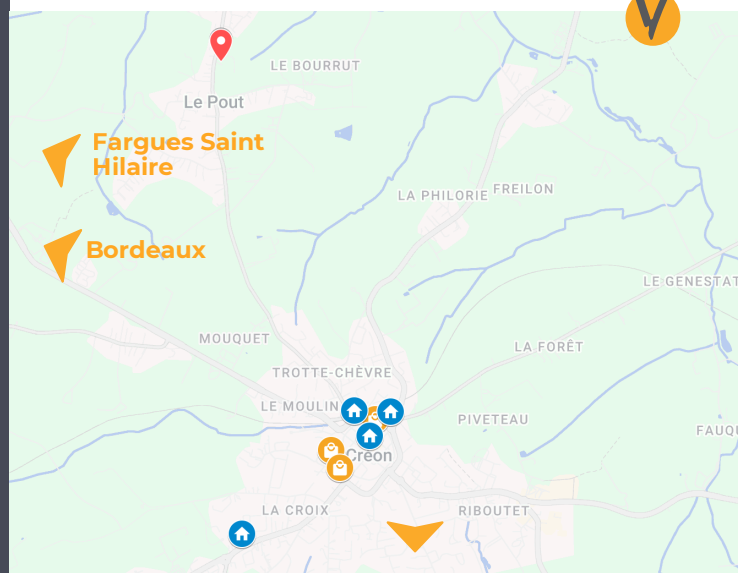 LE BOURRUT
Le Pout
Fargues Saint
Hilaire
LA PHILORIE
FREILON
Bordeaux
LE GENESTAT
MOUQUET
LA FORÊT
TROTTE-CHÈVRE
LE MOULIN
PIVETEAU
FAUQU
Créon
LA CROIX
RIBOUTET